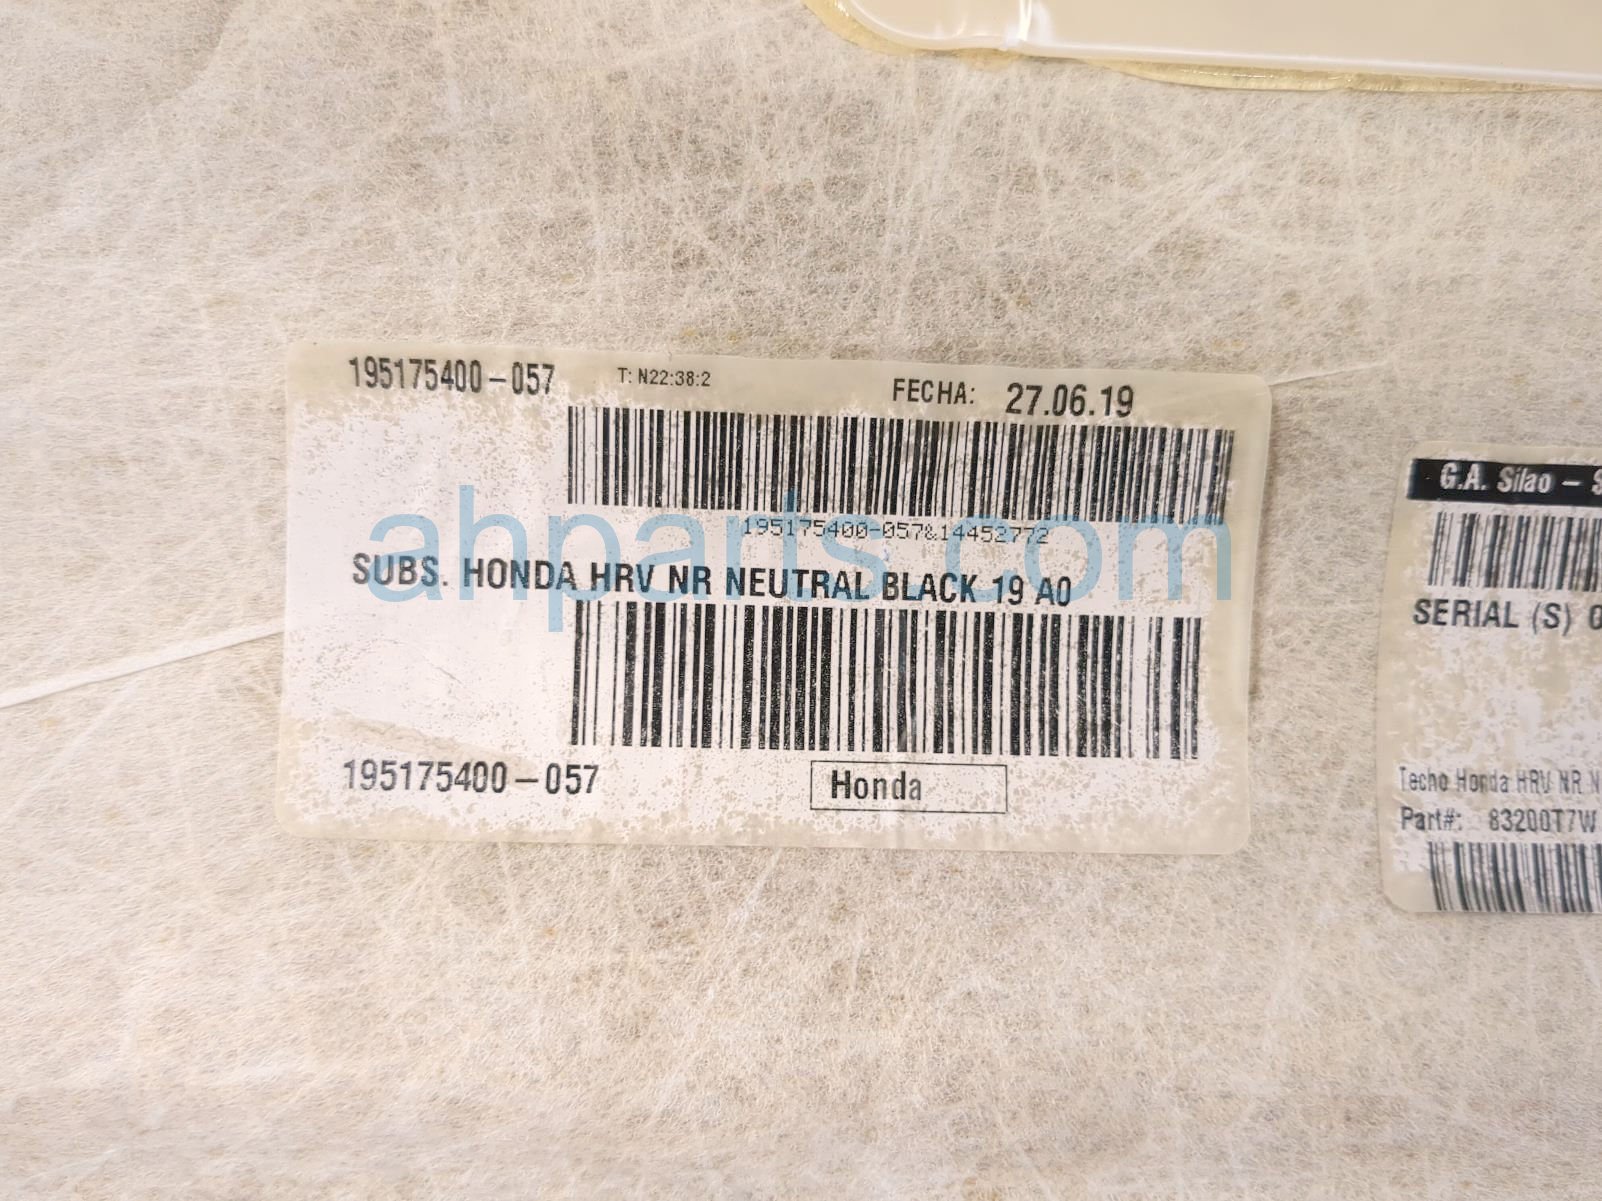 195175400-057
T: N22:38:2
FECHA: 27.06.19
195175400-057&14452772
SUBS. HONDA HRV NR NEUTRAL BLACK 19 A0
195175400-057
Honda
ahparts.com
G.A. Silao -
SERIAL (S)
Techo Honda HRV NR
Part#: 83200T7W